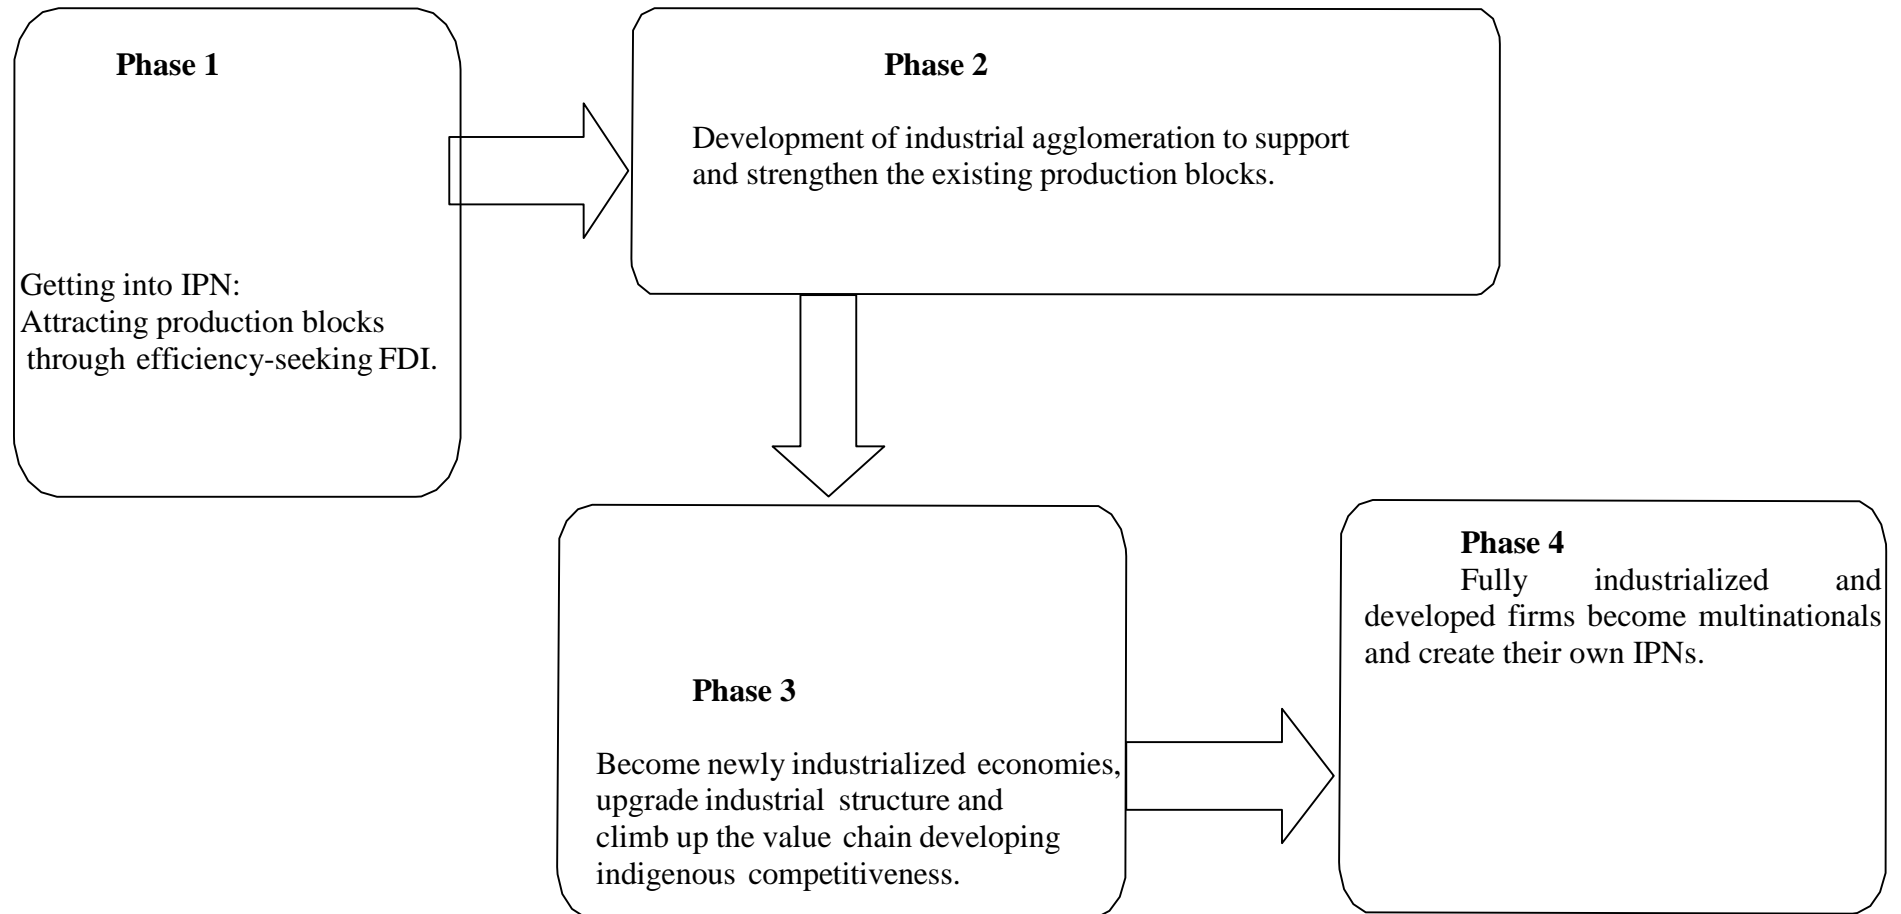 Phase 1
Getting into IPN:
Attracting production blocks
through efficiency-seeking FDI.
Phase 2
Development of industrial agglomeration to support
and strengthen the existing production blocks.
Phase 3
Become newly industrialized economies,
upgrade industrial structure and
climb up the value chain developing
indigenous competitiveness.
Phase 4
Fully industrialized and
developed firms become multinationals
and create their own IPNs.